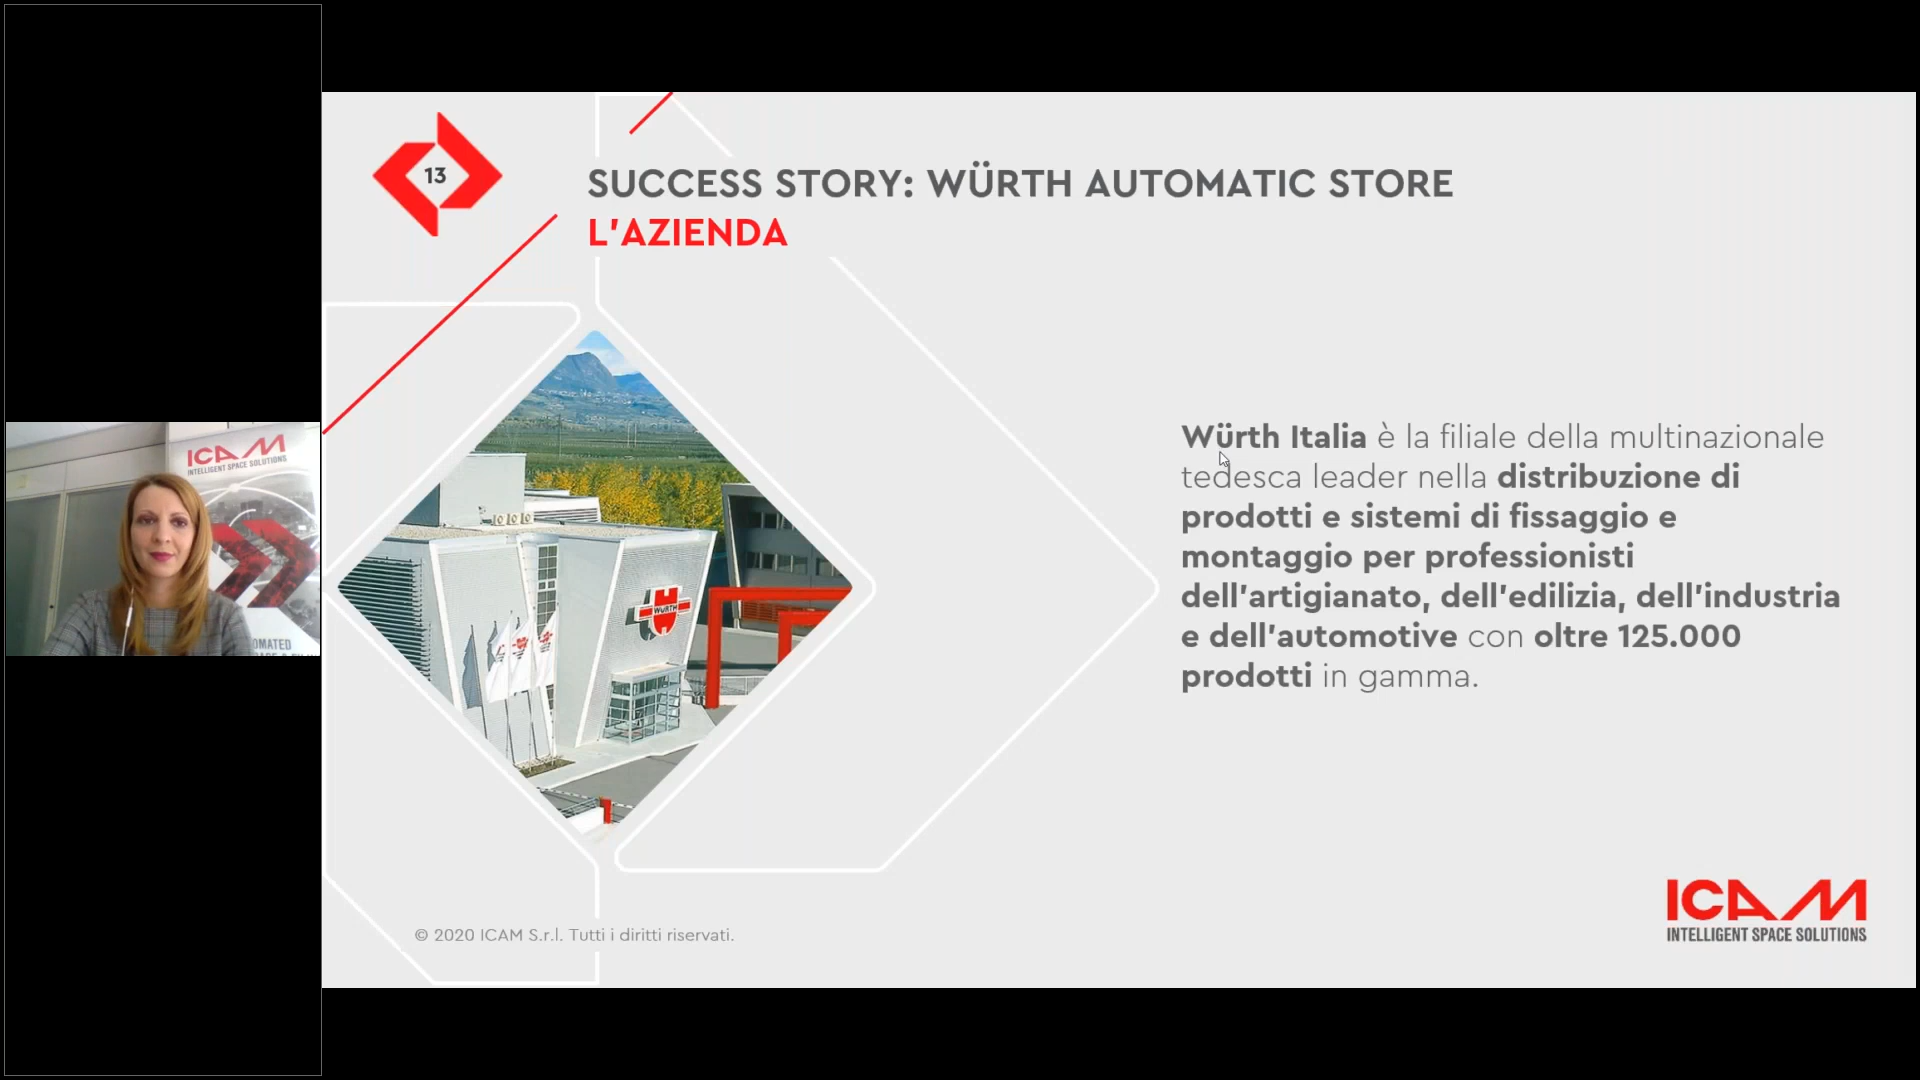 13
SUCCESS STORY: WÜRTH AUTOMATIC STORE
L'AZIENDA
Würth Italia è la filiale della multinazionale
tedesca leader nella distribuzione di
prodotti e sistemi di fissaggio e
montaggio per professionisti
dell'artigianato, dell'edilizia, dell'industria
e dell'automotive con oltre 125.000
prodotti in gamma.
WÜRTH
ICAM
INTELLIGENT SPACE SOLUTIONS
OMATED
© 2020 ICAM S.r.l. Tutti i diritti riservati.
ICAM
INTELLIGENT SPACE SOLUTIONS